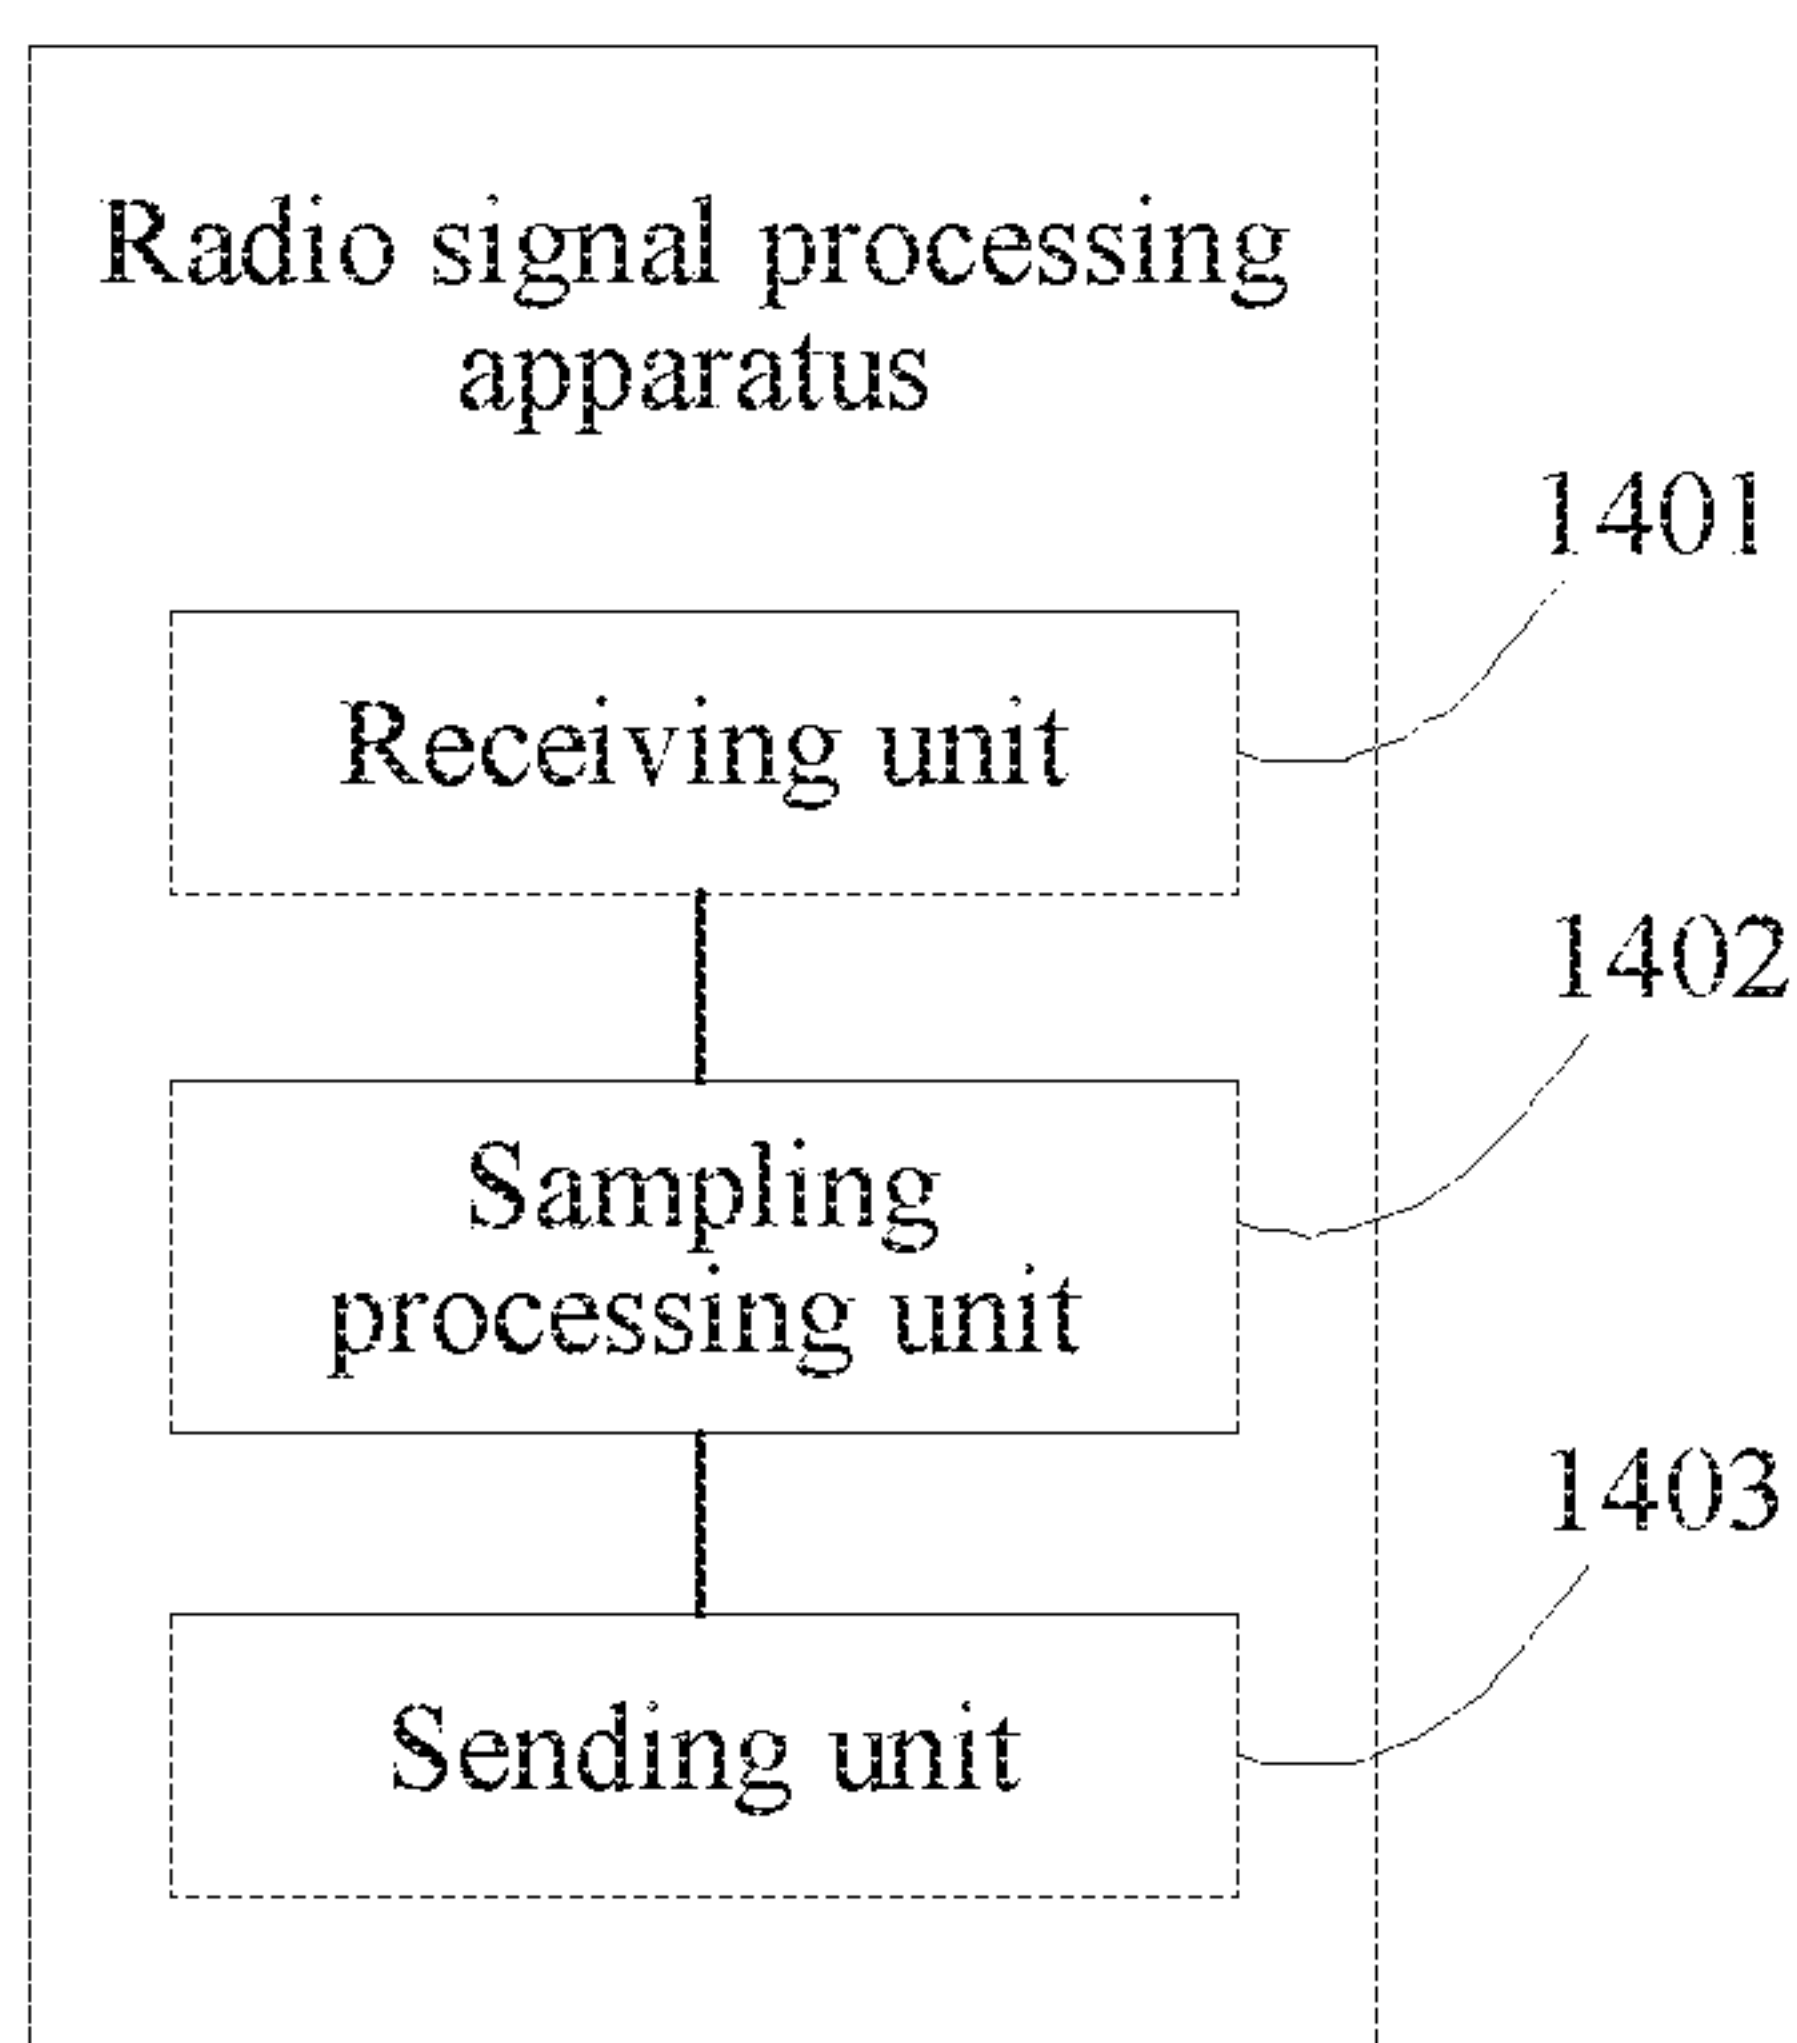 Radio signal processing
apparatus
1401
Receiving unit
1402
Sampling
processing unit
1403
Sending unit